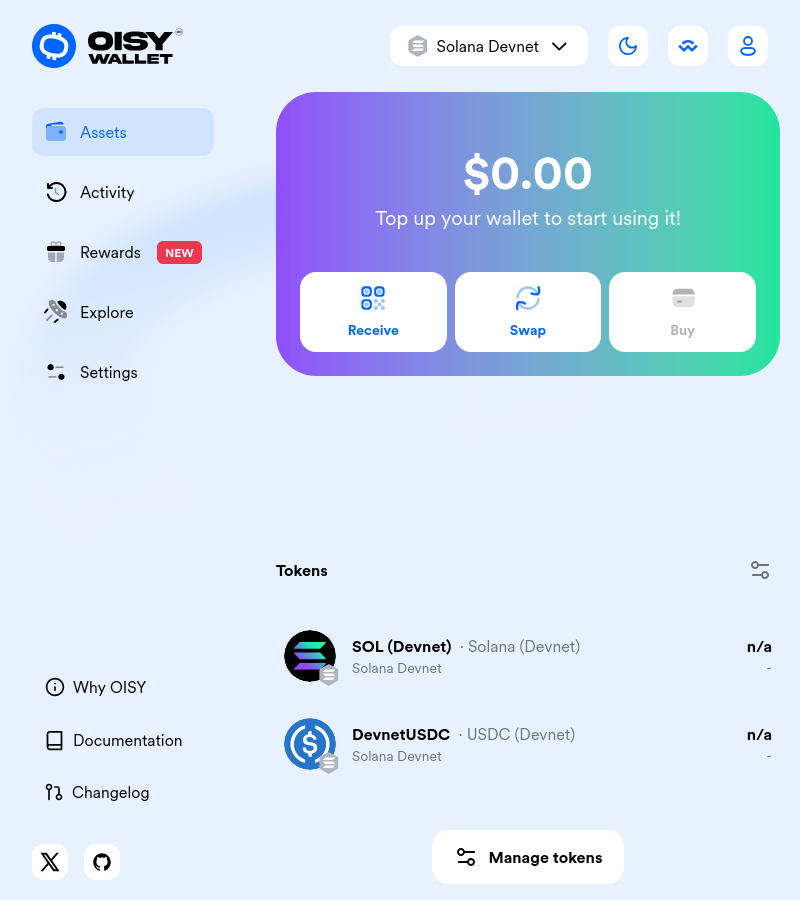 OISY
WALLET
Solana Devnet
Assets
Activity
Rewards NEW
Explore
Settings
$0.00
Top up your wallet to start using it!
Receive
Swap
Buy
Tokens
SOL (Devnet) · Solana (Devnet) n/a
Solana Devnet -
DevnetUSDC · USDC (Devnet) n/a
Solana Devnet -
Manage tokens
Why OISY
Documentation
Changelog